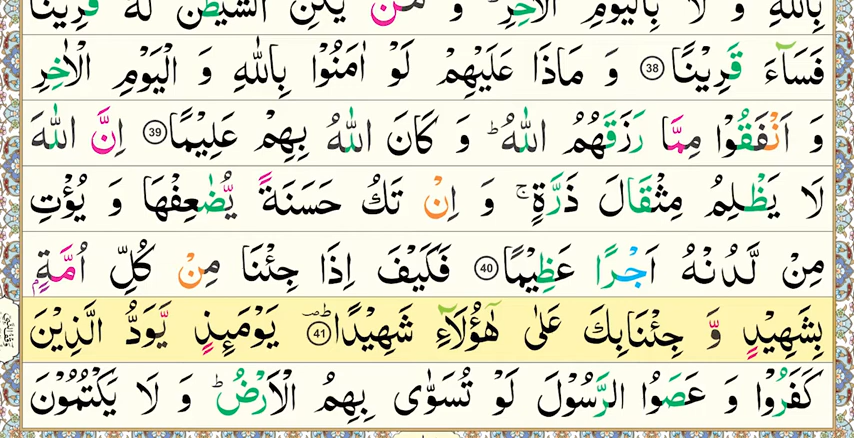 بِاللّٰهِ وَ لَا بِالْيَوْمِ الْاٰخِرِ ؕ وَ مَنْ يَّكُنِ الشَّيْطٰنُ لَهٗ قَرِيْنًا
فَسَآءَ قَرِيْنًا ﴿38﴾ وَ مَاذَا عَلَيْهِمْ لَوْ اٰمَنُوْا بِاللّٰهِ وَ الْيَوْمِ الْاٰخِرِ
وَ اَنْفَقُوْا مِمَّا رَزَقَهُمُ اللّٰهُ ؕ وَ كَانَ اللّٰهُ بِهِمْ عَلِيْمًا ﴿39﴾ اِنَّ اللّٰهَ
لَا يَظْلِمُ مِثْقَالَ ذَرَّةٍ ۚ وَ اِنْ تَكُ حَسَنَةً يُّضٰعِفْهَا وَ يُؤْتِ
مِنْ لَّدُنْهُ اَجْرًا عَظِيْمًا ﴿40﴾ فَكَيْفَ اِذَا جِئْنَا مِنْ كُلِّ اُمَّةٍۭ
بِشَهِيْدٍ وَّ جِئْنَابِكَ عَلٰى هٰٓؤُلَآءِ شَهِيْدًا ؕ ﴿41﴾ يَوْمَىِٕذٍ يَّوَدُّ الَّذِيْنَ
كَفَرُوْا وَ عَصَوُا الرَّسُوْلَ لَوْ تُسَوّٰى بِهِمُ الْاَرْضُ ؕ وَ لَا يَكْتُمُوْنَ